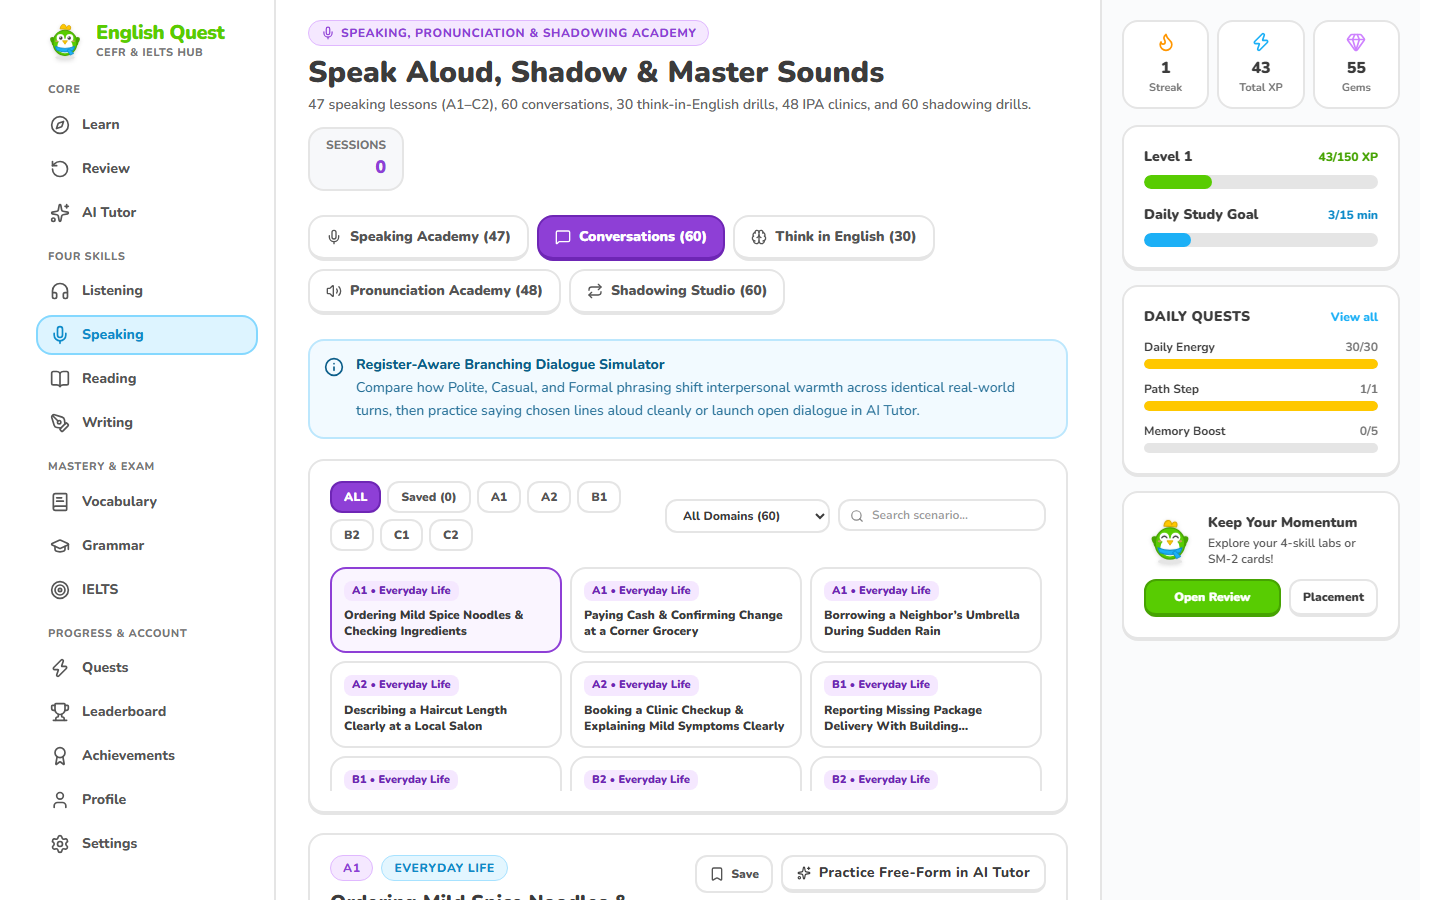 English Quest
CEFR & IELTS HUB
CORE
Learn
Review
AI Tutor
FOUR SKILLS
Listening
Speaking
Reading
Writing
MASTERY & EXAM
Vocabulary
Grammar
IELTS
PROGRESS & ACCOUNT
Quests
Leaderboard
Achievements
Profile
Settings
SPEAKING, PRONUNCIATION & SHADOWING ACADEMY
Speak Aloud, Shadow & Master Sounds
47 speaking lessons (A1–C2), 60 conversations, 30 think-in-English drills, 48 IPA clinics, and 60 shadowing drills.
SESSIONS
0
Speaking Academy (47)
Conversations (60)
Think in English (30)
Pronunciation Academy (48)
Shadowing Studio (60)
Register-Aware Branching Dialogue Simulator
Compare how Polite, Casual, and Formal phrasing shift interpersonal warmth across identical real-world
turns, then practice saying chosen lines aloud cleanly or launch open dialogue in AI Tutor.
ALL
Saved (0)
A1
A2
B1
B2
C1
C2
All Domains (60)
Search scenario...
A1 • Everyday Life
Ordering Mild Spice Noodles &
Checking Ingredients
A1 • Everyday Life
Paying Cash & Confirming Change
at a Corner Grocery
A1 • Everyday Life
Borrowing a Neighbor's Umbrella
During Sudden Rain
A2 • Everyday Life
Describing a Haircut Length
Clearly at a Local Salon
A2 • Everyday Life
Booking a Clinic Checkup &
Explaining Mild Symptoms Clearly
B1 • Everyday Life
Reporting Missing Package
Delivery With Building...
B1 • Everyday Life
B2 • Everyday Life
B2 • Everyday Life
A1
EVERYDAY LIFE
Save
Practice Free-Form in AI Tutor
Ordering Mild Spice Noodles &
1
Streak
43
Total XP
55
Gems
Level 1
43/150 XP
Daily Study Goal
3/15 min
DAILY QUESTS
View all
Daily Energy
30/30
Path Step
1/1
Memory Boost
0/5
Keep Your Momentum
Explore your 4-skill labs or
SM-2 cards!
Open Review
Placement